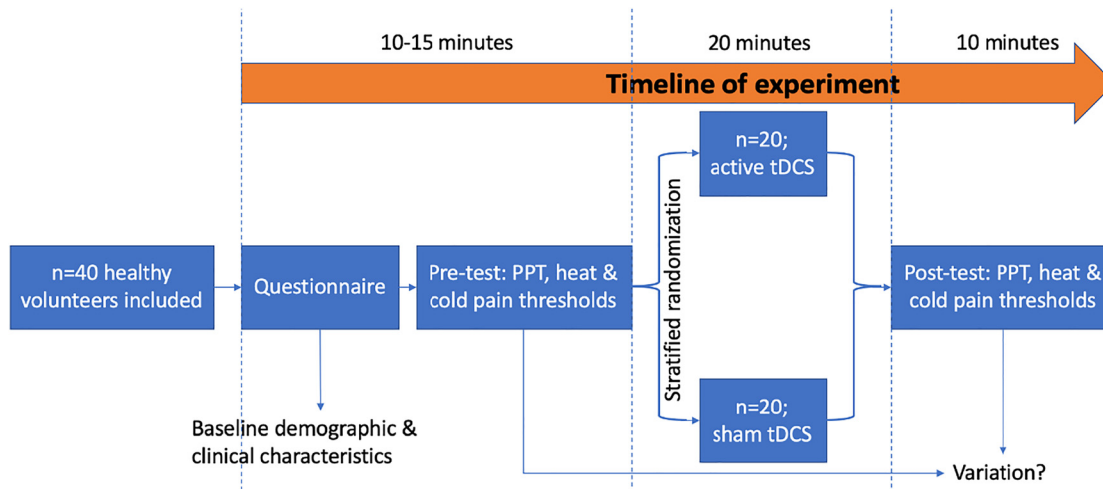 10-15 minutes
20 minutes
10 minutes
Timeline of experiment
n=20;
active tDCS
Stratified randomization
n=40 healthy
volunteers included
Questionnaire
Pre-test: PPT, heat &
cold pain thresholds
Post-test: PPT, heat &
cold pain thresholds
n=20;
sham tDCS
Baseline demographic &
clinical characteristics
Variation?